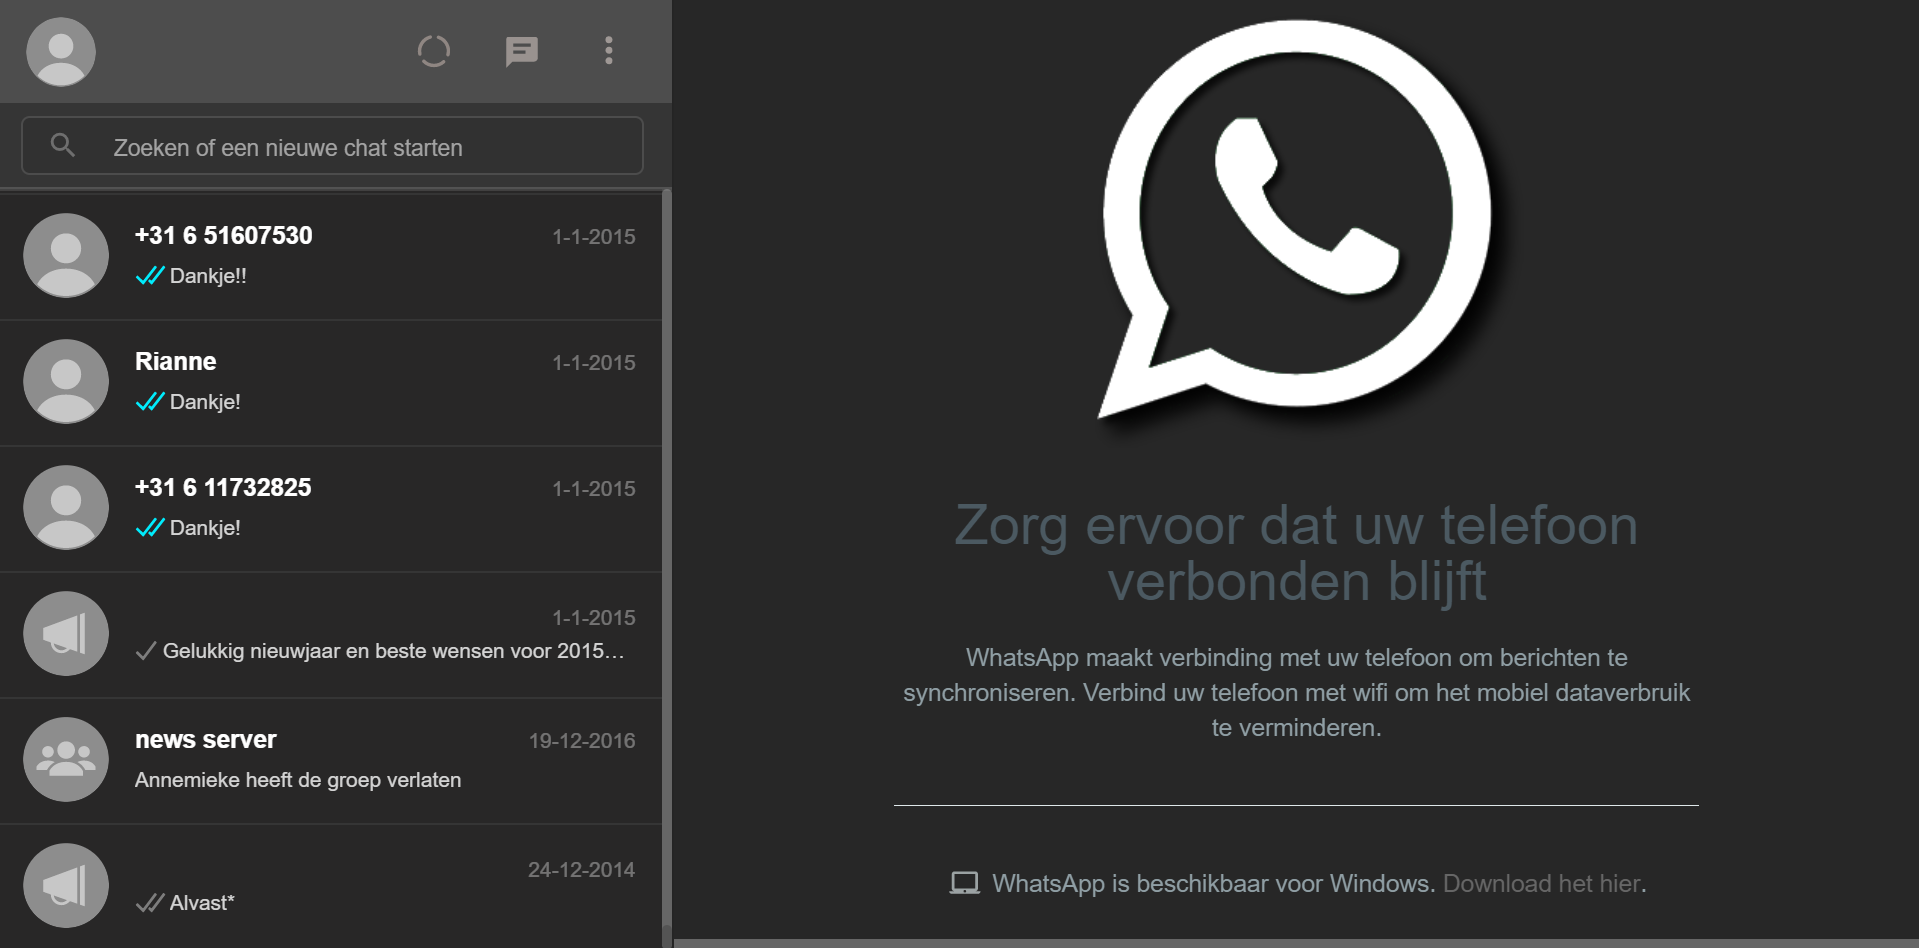 Zoeken of een nieuwe chat starten
+31 6 51607530
1-1-2015
Dankje!!
Rianne
1-1-2015
Dankje!
+31 6 11732825
1-1-2015
Dankje!
1-1-2015
Gelukkig nieuwjaar en beste wensen voor 2015...
news server
19-12-2016
Annemieke heeft de groep verlaten
24-12-2014
Alvast*
Zorg ervoor dat uw telefoon
verbonden blijft
WhatsApp maakt verbinding met uw telefoon om berichten te
synchroniseren. Verbind uw telefoon met wifi om het mobiel dataverbruik
te verminderen.
WhatsApp is beschikbaar voor Windows. Download het hier.